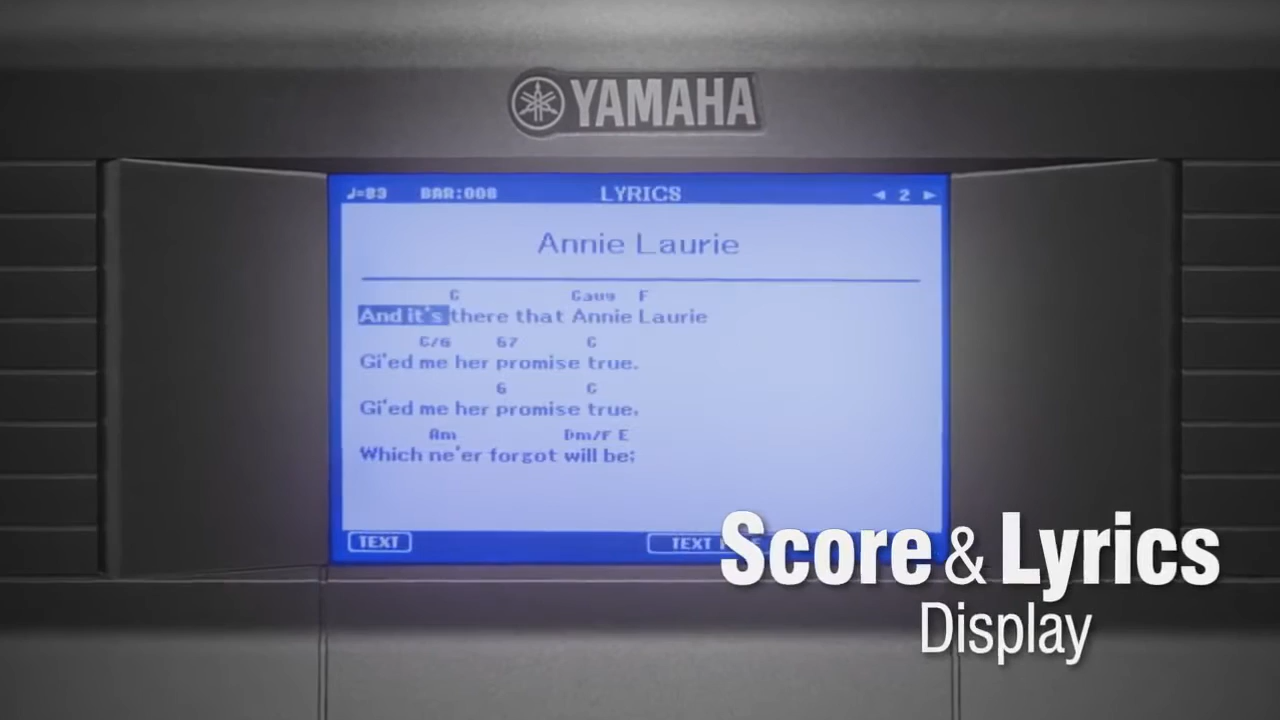 YAMAHA
♩=83 BAR:008 LYRICS ◄ 2 ►
Annie Laurie
C Caug F
And it's there that Annie Laurie
C/G G7 C
Gi'ed me her promise true.
G C
Gi'ed me her promise true,
Am Dm/F E
Which ne'er forgot will be;
TEXT TEXT
Score & Lyrics
Display